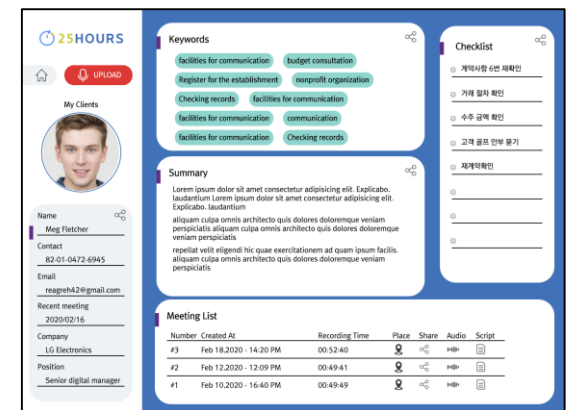 25HOURS
UPLOAD
My Clients
Name
Meg Fletcher
Contact
82-01-0472-6945
Email
reagreh42@gmail.com
Recent meeting
2020/02/16
Company
LG Electronics
Position
Senior digital manager
Keywords
facilities for communication budget consultation
Register for the establishment nonprofit organization
Checking records facilities for communication
facilities for communication communication
facilities for communication Checking records
Summary
Lorem ipsum dolor sit amet consectetur adipisicing elit. Explicabo.
laudantium Lorem ipsum dolor sit amet consectetur adipisicing elit.
Explicabo. laudantium
aliquam culpa omnis architecto quis dolores doloremque veniam
perspiciatis aliquam culpa omnis architecto quis dolores doloremque
veniam perspiciatis
repellat velit eligendi hic quae exercitationem ad quam ipsum facilis.
aliquam culpa omnis architecto quis dolores doloremque veniam
perspiciatis
Checklist
계약사항 6번 재확인
거래 절차 확인
수주 금액 확인
고객 골프 안부 묻기
재계약확인
Meeting List
Number Created At Recording Time Place Share Audio Script
#3 Feb 18.2020 - 14:20 PM 00:52:40
#2 Feb 12.2020 - 12:09 PM 00:49:41
#1 Feb 10.2020 - 16:40 PM 00:49:49